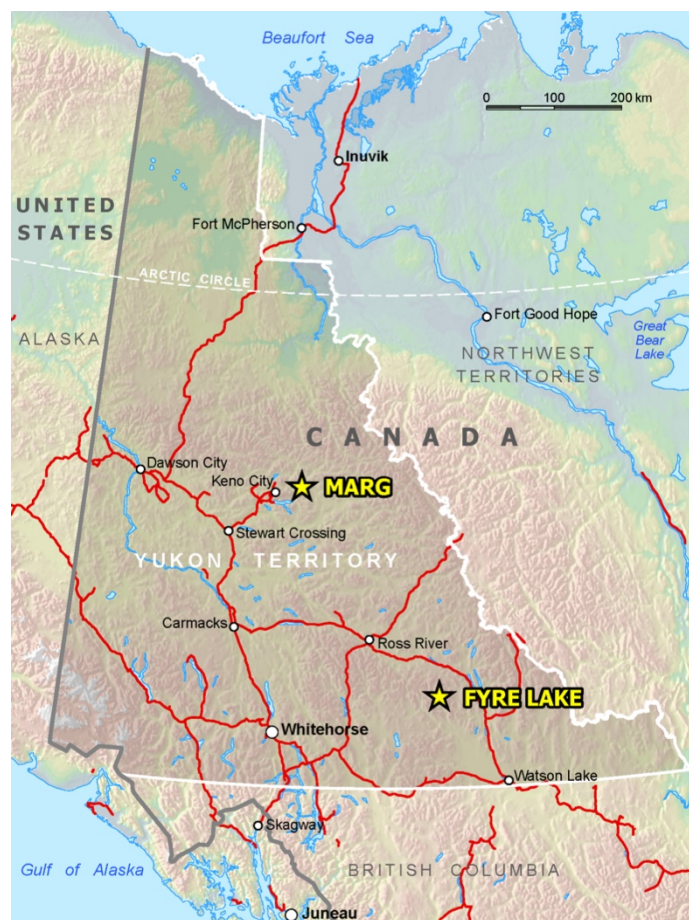 Beaufort Sea
0 100 200 km
Inuvik
UNITED
STATES
Fort McPherson
ARCTIC CIRCLE
Fort Good Hope
ALASKA
Great
Bear
Lake
NORTHWEST
TERRITORIES
CANADA
Dawson City
Keno City
MARG
Stewart Crossing
YUKON TERRITORY
Carmacks
Ross River
FYRE LAKE
Whitehorse
Watson Lake
Skagway
Gulf of Alaska
BRITISH COLUMBIA
Juneau